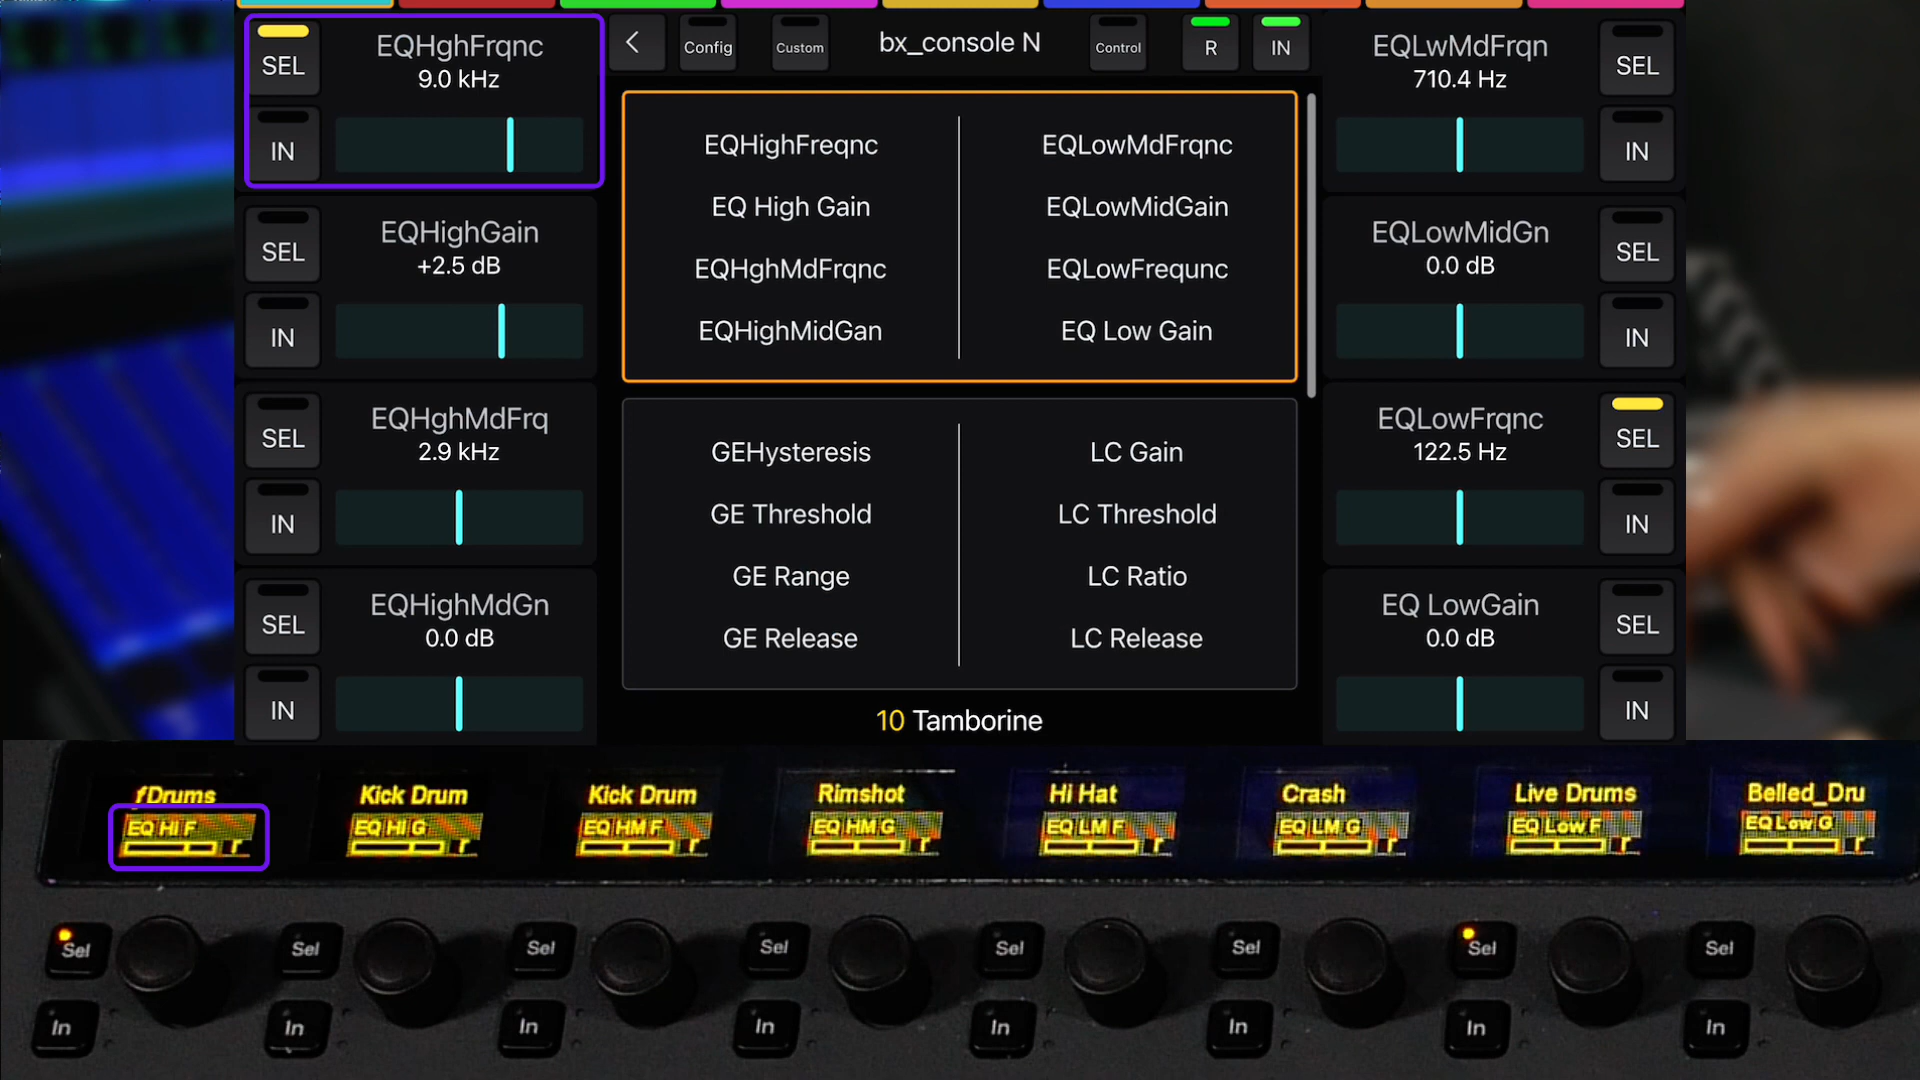 SEL
EQHghFrqnc
9.0 kHz
IN
SEL
EQHighGain
+2.5 dB
IN
SEL
EQHghMdFrq
2.9 kHz
IN
SEL
EQHighMdGn
0.0 dB
IN
Config
Custom
bx_console N
Control
R
IN
EQHighFreqnc
EQ High Gain
EQHghMdFrqnc
EQHighMidGan
EQLowMdFrqnc
EQLowMidGain
EQLowFrequnc
EQ Low Gain
GEHysteresis
GE Threshold
GE Range
GE Release
LC Gain
LC Threshold
LC Ratio
LC Release
10 Tamborine
EQLwMdFrqn
710.4 Hz
SEL
IN
EQLowMidGn
0.0 dB
SEL
IN
EQLowFrqnc
122.5 Hz
SEL
IN
EQ LowGain
0.0 dB
SEL
IN
fDrums
EQ Hi F
r
Kick Drum
EQ Hi G
r
Kick Drum
EQ HM F
r
Rimshot
EQ HM G
r
Hi Hat
EQ LM F
r
Crash
EQ LM G
r
Live Drums
EQ Low F
r
Belled_Dru
EQ Low G
r
Sel
Sel
Sel
Sel
Sel
Sel
Sel
Sel
In
In
In
In
In
In
In
In